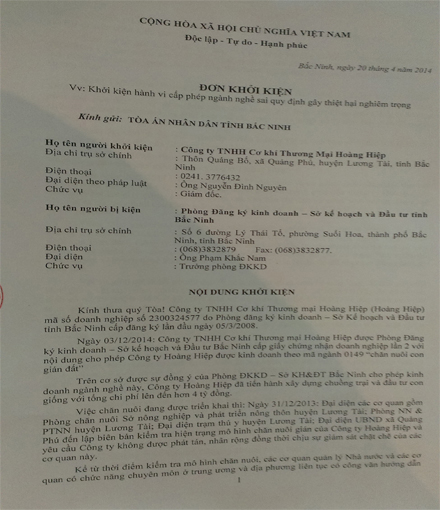 CỘNG HÒA XÃ HỘI CHỦ NGHĨA VIỆT NAM
Độc lập - Tự do - Hạnh phúc
Bắc Ninh, ngày 20 tháng 4 năm 2014
ĐƠN KHỞI KIỆN
Vv: Khởi kiện hành vi cấp phép ngành nghề sai quy định gây thiệt hại nghiêm trọng
Kính gửi: TÒA ÁN NHÂN DÂN TỈNH BẮC NINH
Họ tên người khởi kiện : Công ty TNHH Cơ khí Thương Mại Hoàng Hiệp
Địa chỉ trụ sở chính : Thôn Quảng Bố, xã Quảng Phú, huyện Lương Tài, tỉnh Bắc
Ninh
Điện thoại : 0241. 3776432
Đại diện theo pháp luật : Ông Nguyễn Đình Nguyên
Chức vụ : Giám đốc.
Họ tên người bị kiện : Phòng Đăng ký kinh doanh – Sở kế hoạch và Đầu tư tỉnh
Bắc Ninh
Địa chỉ trụ sở chính : Số 6 đường Lý Thái Tổ, phường Suối Hoa, thành phố Bắc
Ninh, tỉnh Bắc Ninh
Điện thoại : (068)3832879 Fax: (068)3832877.
Đại diện : Ông Phạm Khắc Nam
Chức vụ : Trưởng phòng ĐKKD
NỘI DUNG KHỞI KIỆN
Kính thưa quý Tòa! Công ty TNHH Cơ khí Thương mại Hoàng Hiệp (Hoàng Hiệp)
mã số doanh nghiệp số 2300324577 do Phòng đăng ký kinh doanh – Sở Kế hoạch và Đầu tư
tỉnh Bắc Ninh cấp đăng ký lần đầu ngày 05/3/2008.
Ngày 03/12/2014: Công ty TNHH Cơ khí Thương mại Hoàng Hiệp được Phòng Đăng
ký kinh doanh – Sở kế hoạch và Đầu tư Bắc Ninh cấp giấy chứng nhận doanh nghiệp lần 2 với
nội dung cho phép Công ty Hoàng Hiệp được kinh doanh theo mã ngành 0149 “chăn nuôi con
gián đất”
Trên cơ sở được sự đồng ý của Phòng ĐKKD – Sở KH&ĐT Bắc Ninh cho phép kinh
doanh ngành nghề này, Công ty Hoàng Hiệp đã tiến hành xây dựng chuồng trại và đầu tư con
giống với tổng chi phí lên đến hơn 4 tỷ đồng.
Việc chăn nuôi đang được triển khai thì: Ngày 31/12/2013: Đại diện các cơ quan gồm
Phòng chăn nuôi Sở nông nghiệp và phát triển nông thôn huyện Lương Tài; Phòng NN &
PTNN huyện Lương Tài; Đại diện trạm thú y huyện Lương Tài; Đại diện UBND xã Quảng
Phú đến lập biên bản kiểm tra hiện trạng mô hình chăn nuôi gián của Công ty Hoàng Hiệp và
yêu cầu Công ty không được phát tán, nhân rộng đồng thời chịu sự giám sát chặt chẽ của các
cơ quan này.
Kể từ thời điểm kiểm tra mô hình chăn nuôi, các cơ quan quản lý Nhà nước và các cơ
quan có chức năng chuyên môn ở trung ương và địa phương liên tục có công văn hướng dẫn
1